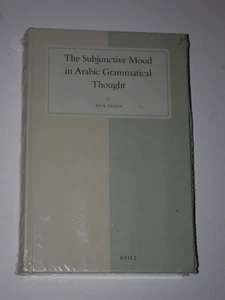 The Subjunctive Mood
in Arabic Grammatical
Thought
BRILL